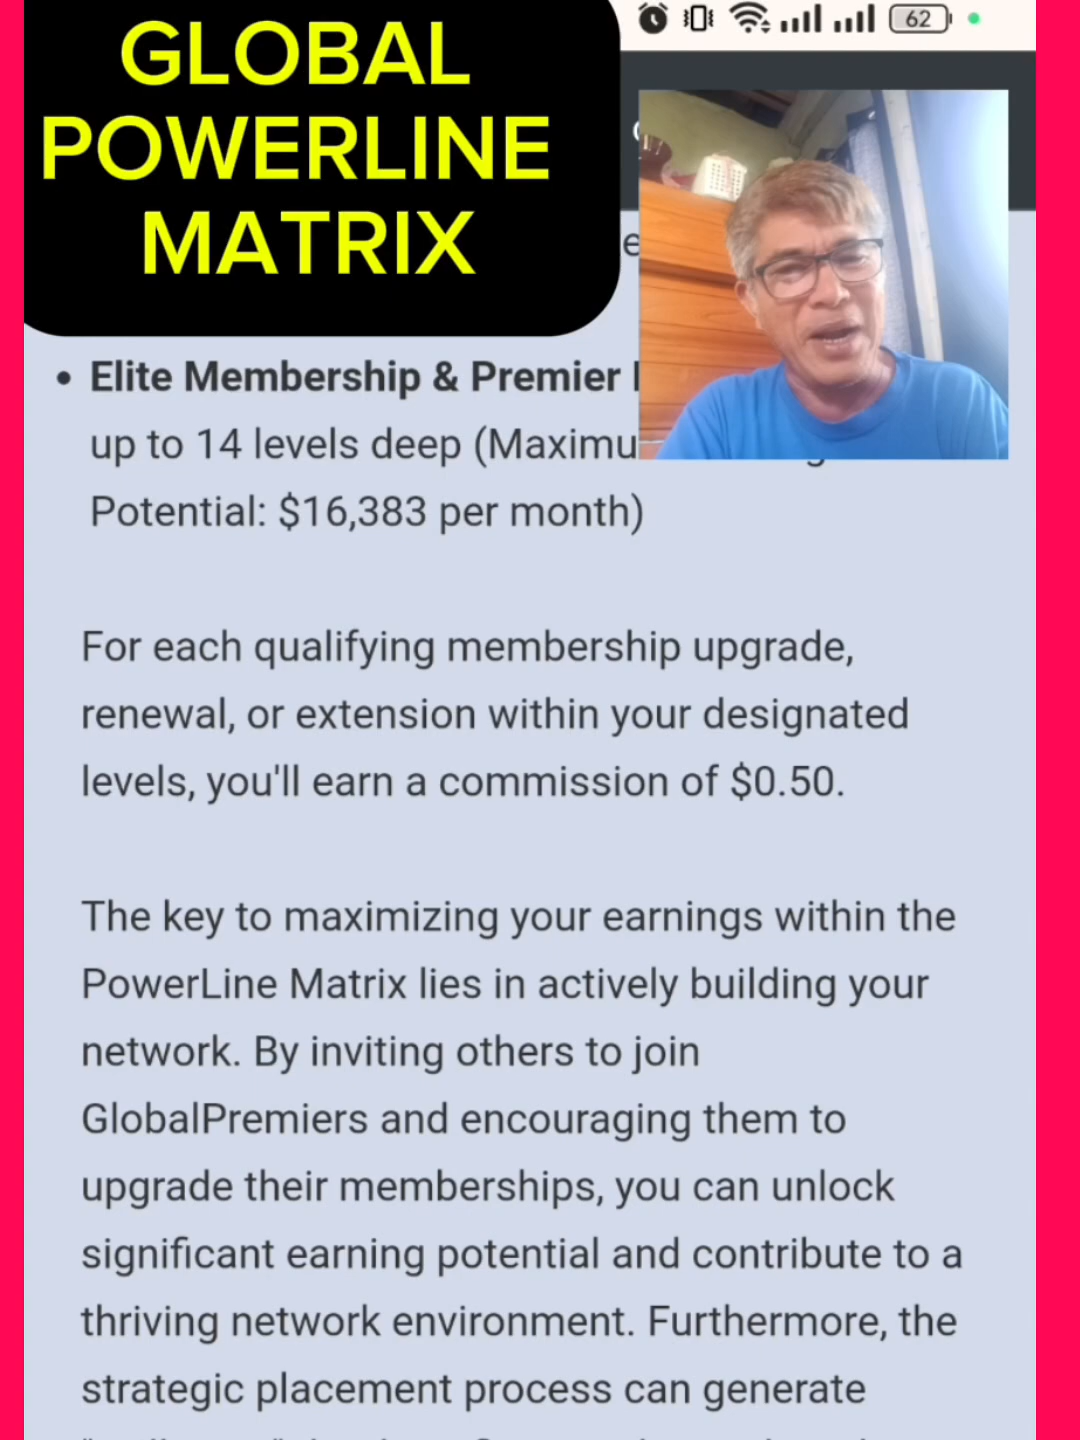 GLOBAL
POWERLINE
MATRIX
62
Elite Membership & Premier
up to 14 levels deep
Potential: $16,383 per month)
For each qualifying membership upgrade,
renewal, or extension within your designated
levels, you'll earn a commission of $0.50.
The key to maximizing your earnings within the
PowerLine Matrix lies in actively building your
network. By inviting others to join
GlobalPremiers and encouraging them to
upgrade their memberships, you can unlock
significant earning potential and contribute to a
thriving network environment. Furthermore, the
strategic placement process can generate